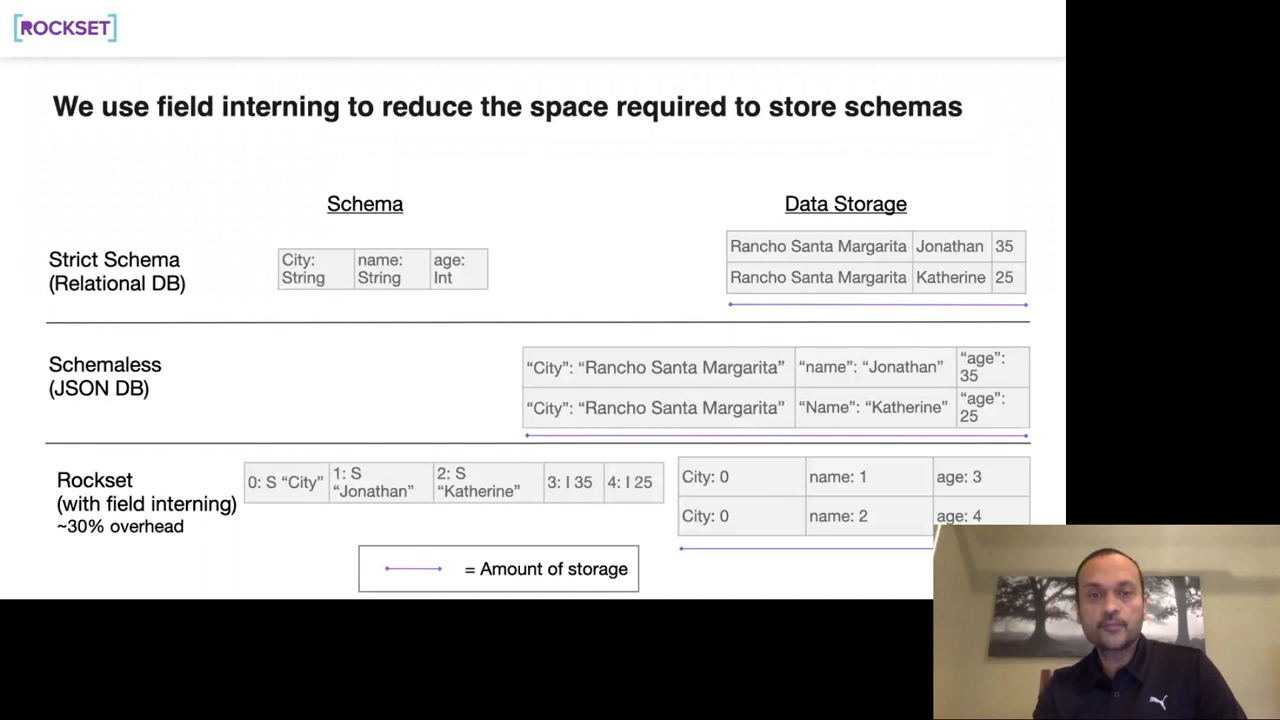 [ROCKSET]
We use field interning to reduce the space required to store schemas
Schema
Data Storage
Strict Schema
(Relational DB)
City:
String
name:
String
age:
Int
Rancho Santa Margarita
Jonathan
35
Rancho Santa Margarita
Katherine
25
Schemaless
(JSON DB)
“City”: “Rancho Santa Margarita”
“name”: “Jonathan”
“age”:
35
“City”: “Rancho Santa Margarita”
“Name”: “Katherine”
“age”:
25
Rockset
(with field interning)
~30% overhead
0: S “City”
1: S
“Jonathan”
2: S
“Katherine”
3: I 35
4: I 25
City: 0
name: 1
age: 3
City: 0
name: 2
age: 4
= Amount of storage